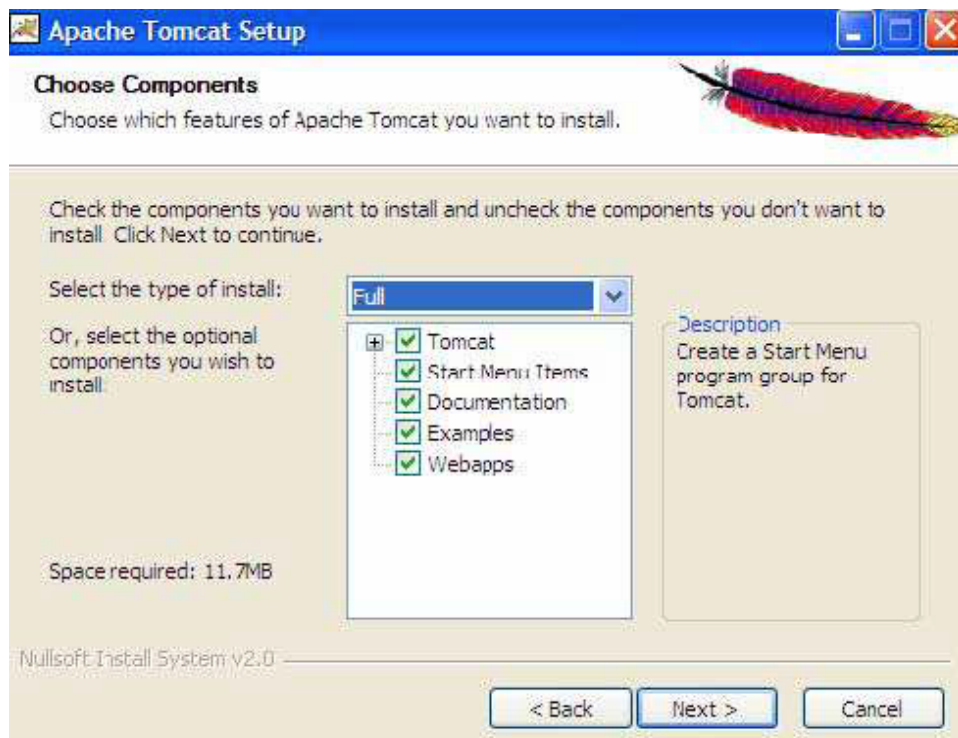 Apache Tomcat Setup
Choose Components
Choose which features of Apache Tomcat you want to install.
Check the components you want to install and uncheck the components you don't want to
install Click Next to continue.
Select the type of install:
Full
Or, select the optional
components you wish to
install
Tomcat
Start Menu Items
Documentation
Examples
Webapps
Description
Create a Start Menu
program group for
Tomcat.
Space required: 11.7MB
Nullsoft Install System v2.0
< Back
Next >
Cancel